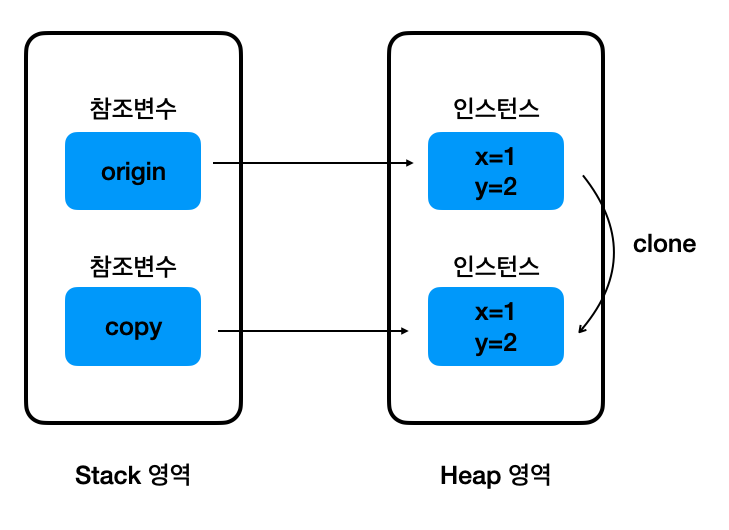 참조변수
origin
참조변수
copy
Stack 영역
인스턴스
x=1
y=2
인스턴스
x=1
y=2
clone
Heap 영역